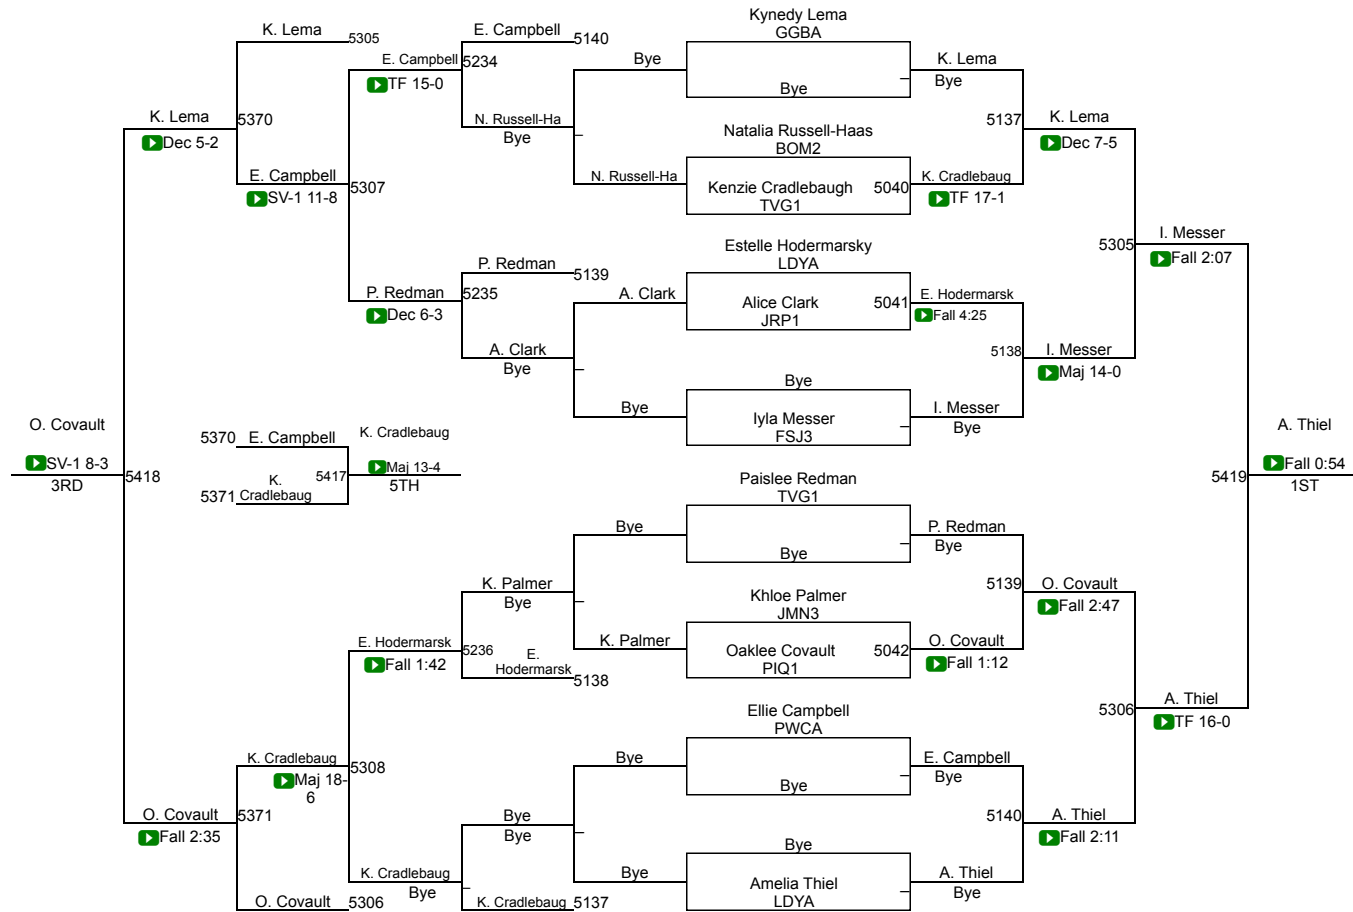 Kynedy Lema
GGBA
K. Lema
5305
E. Campbell
5140
E. Campbell
5234
TF 15-0
Bye
Bye
K. Lema
Bye
K. Lema
Dec 5-2
5370
N. Russell-Ha
Bye
Natalia Russell-Haas
BOM2
5137
K. Lema
Dec 7-5
E. Campbell
SV-1 11-8
5307
N. Russell-Ha
Kenzie Cradlebaugh
TVG1
5040
K. Cradlebaug
TF 17-1
P. Redman
5139
Estelle Hodermarsky
LDYA
5305
I. Messer
Fall 2:07
P. Redman
5235
Dec 6-3
A. Clark
Alice Clark
JRP1
5041
E. Hodermarsk
Fall 4:25
A. Clark
Bye
5138
I. Messer
Maj 14-0
Bye
Bye
Iyla Messer
FSJ3
I. Messer
Bye
O. Covault
SV-1 8-3
3RD
5418
5370
E. Campbell
K. Cradlebaug
5371
K.
Cradlebaug
5417
Maj 13-4
5TH
A. Thiel
5419
Fall 0:54
1ST
Paislee Redman
TVG1
Bye
Bye
P. Redman
Bye
K. Palmer
Bye
Khloe Palmer
JMN3
5139
O. Covault
Fall 2:47
E. Hodermarsk
Fall 1:42
5236
E.
Hodermarsk
5138
K. Palmer
Oaklee Covault
PIQ1
5042
O. Covault
Fall 1:12
Ellie Campbell
PWCA
5306
A. Thiel
TF 16-0
K. Cradlebaug
Maj 18-
6
5308
Bye
Bye
E. Campbell
Bye
O. Covault
Fall 2:35
5371
Bye
Bye
5140
A. Thiel
Fall 2:11
Bye
K. Cradlebaug
Bye
Bye
Amelia Thiel
LDYA
A. Thiel
Bye
O. Covault
5306
K. Cradlebaug
5137